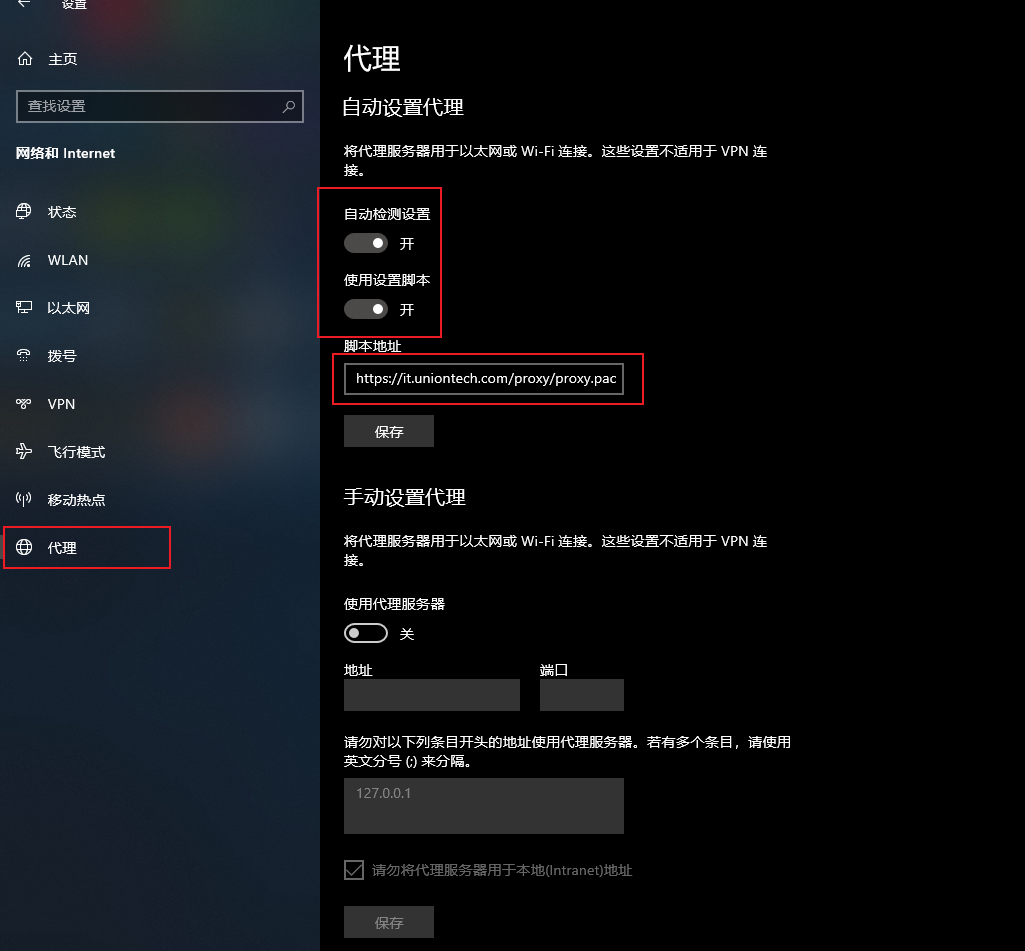 设置
主页
查找设置
网络和 Internet
状态
WLAN
以太网
拨号
VPN
飞行模式
移动热点
代理
代理
自动设置代理
将代理服务器用于以太网或 Wi-Fi 连接。这些设置不适用于 VPN 连
接。
自动检测设置
开
使用设置脚本
开
脚本地址
https://it.uniontech.com/proxy/proxy.pac
保存
手动设置代理
将代理服务器用于以太网或 Wi-Fi 连接。这些设置不适用于 VPN 连
接。
使用代理服务器
关
地址 端口
请勿对以下列条目开头的地址使用代理服务器。若有多个条目，请使用
英文分号 (;) 来分隔。
127.0.0.1
请勿将代理服务器用于本地(Intranet)地址
保存